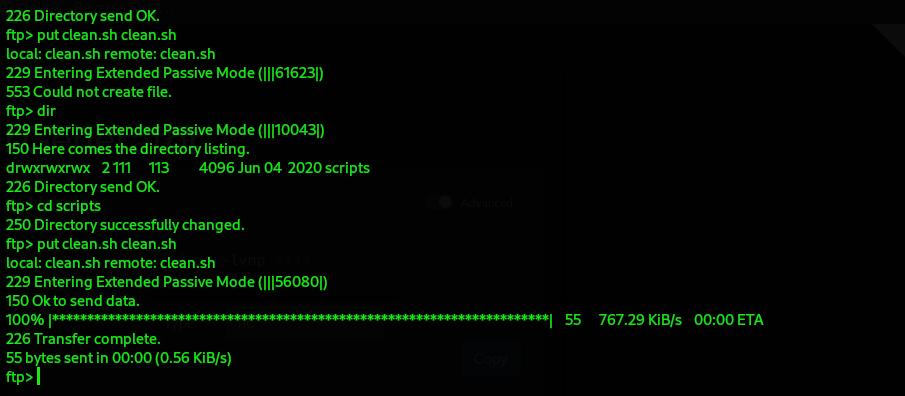 226 Directory send OK.
ftp> put clean.sh clean.sh
local: clean.sh remote: clean.sh
229 Entering Extended Passive Mode (|||61623|)
553 Could not create file.
ftp> dir
229 Entering Extended Passive Mode (|||10043|)
150 Here comes the directory listing.
drwxrwxrwx 2 111 113 4096 Jun 04 2020 scripts
226 Directory send OK.
ftp> cd scripts
Advanced
250 Directory successfully changed.
ftp> put clean.sh clean.sh
local: clean.sh remote: clean.sh
-lvnp
229 Entering Extended Passive Mode (|||56080|)
150 Ok to send data.
100% |***********************************************************************| 55 767.29 KiB/s 00:00 ETA
226 Transfer complete.
55 bytes sent in 00:00 (0.56 KiB/s)
Copy
ftp>